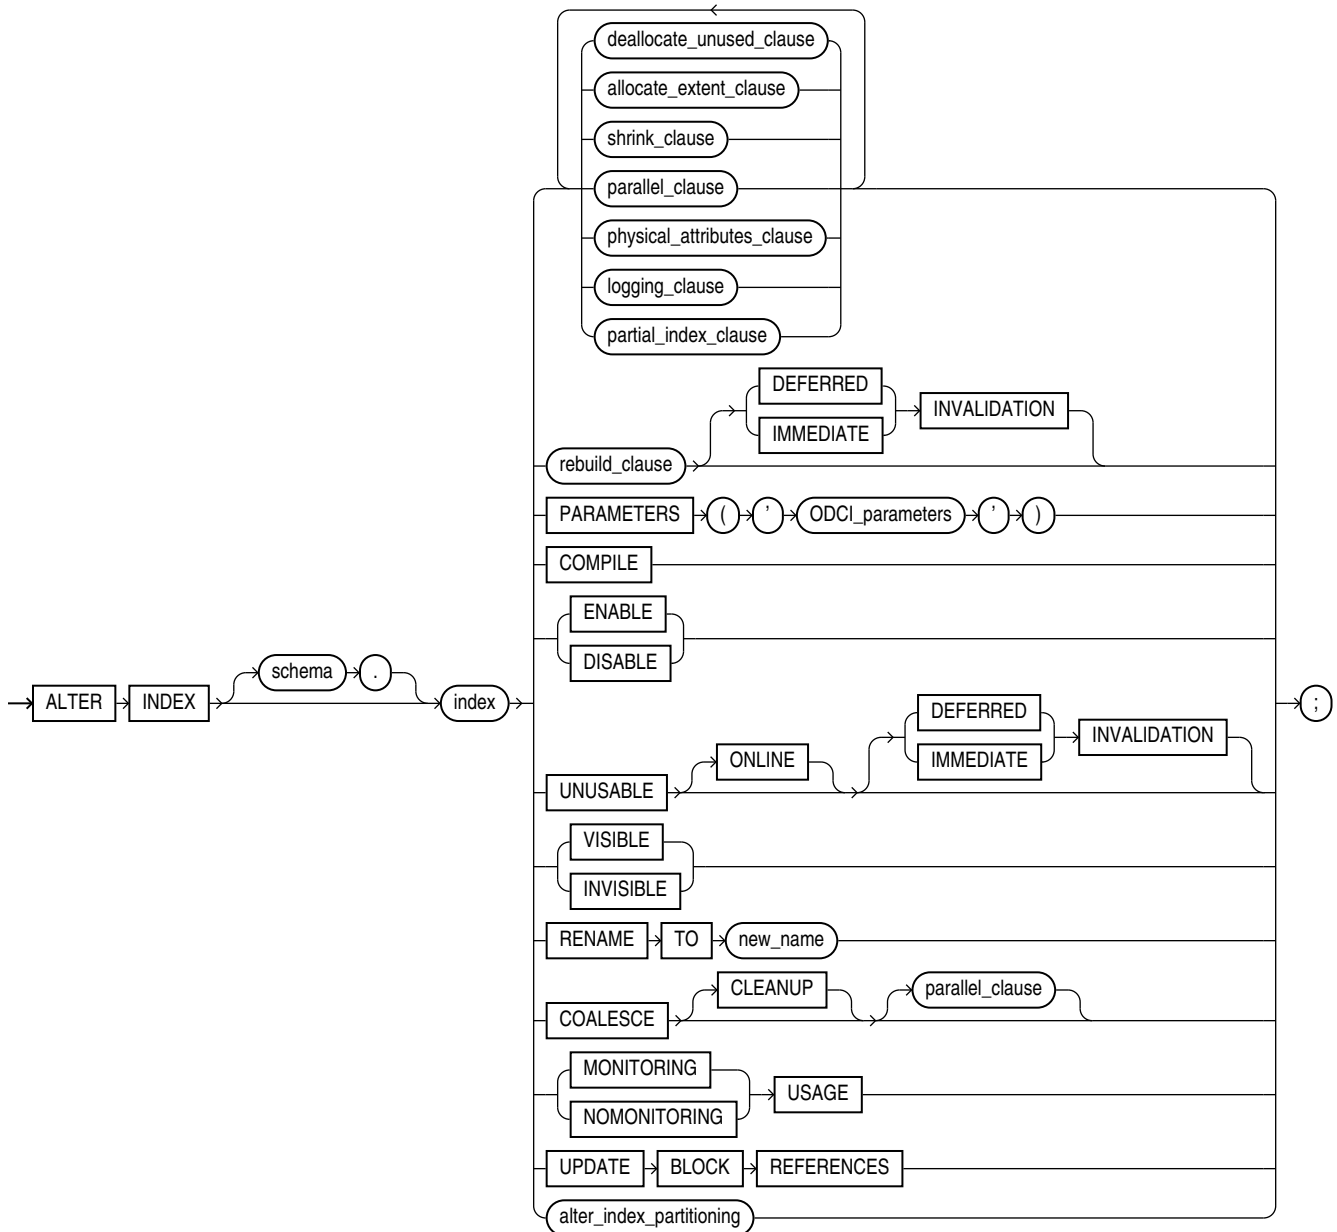 deallocate_unused_clause
allocate_extent_clause
shrink_clause
parallel_clause
physical_attributes_clause
logging_clause
partial_index_clause
DEFERRED
IMMEDIATE
INVALIDATION
rebuild_clause
PARAMETERS ( ' ODCI_parameters ' )
COMPILE
ENABLE
DISABLE
schema .
ALTER INDEX index ;
DEFERRED
IMMEDIATE
INVALIDATION
ONLINE
UNUSABLE
VISIBLE
INVISIBLE
RENAME TO new_name
CLEANUP parallel_clause
COALESCE
MONITORING
NOMONITORING
USAGE
UPDATE BLOCK REFERENCES
alter_index_partitioning